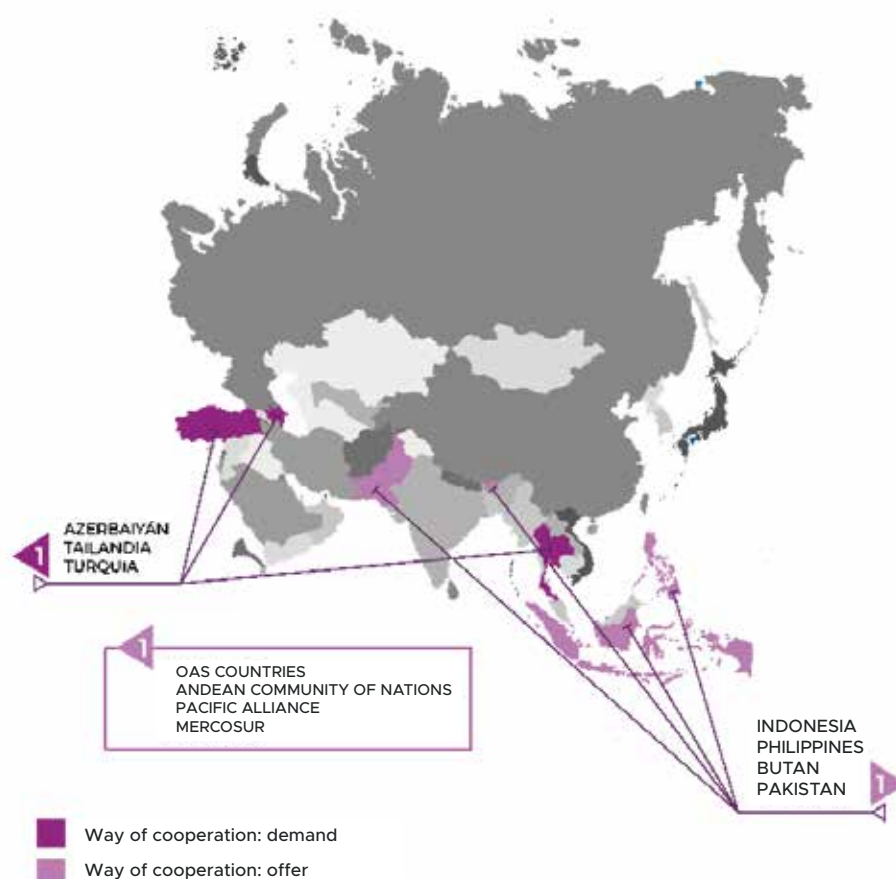 1
AZERBAIYÁN
TAILANDIA
TURQUIA
1
OAS COUNTRIES
ANDEAN COMMUNITY OF NATIONS
PACIFIC ALLIANCE
MERCOSUR
INDONESIA
PHILIPPINES
BUTAN
PAKISTAN
1
Way of cooperation: demand
Way of cooperation: offer